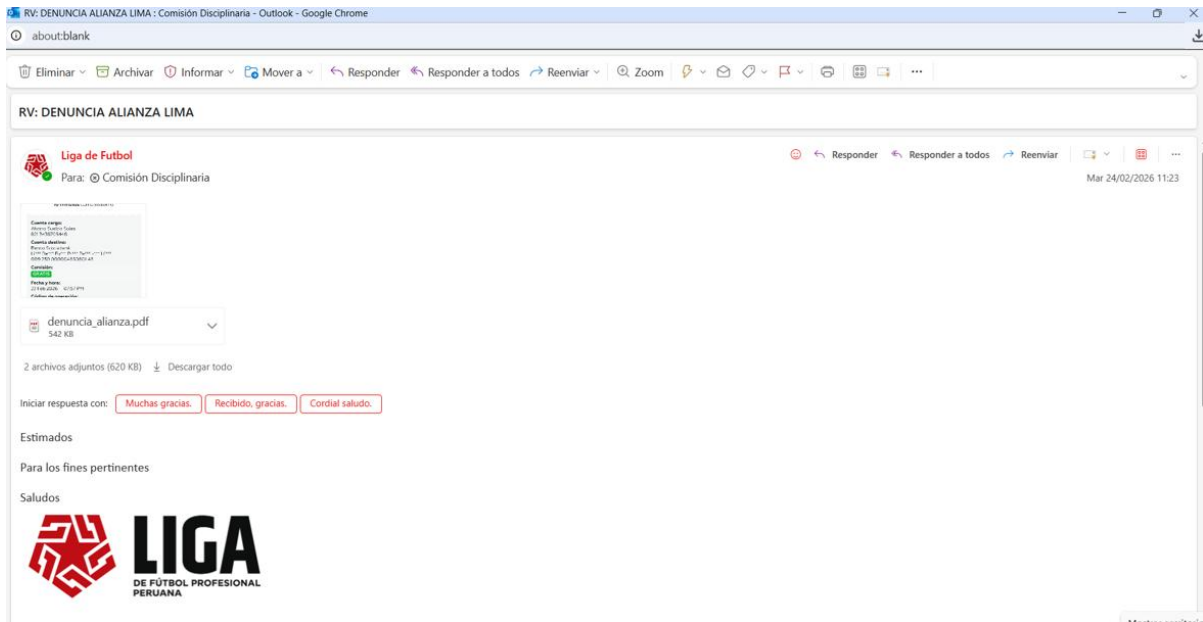 RV: DENUNCIA ALIANZA LIMA : Comisión Disciplinaria - Outlook - Google Chrome
about:blank
Eliminar Archivar Informar Mover a Responder Responder a todos Reenviar Zoom
RV: DENUNCIA ALIANZA LIMA
Liga de Futbol
Responder Responder a todos Reenviar
Para: Comisión Disciplinaria
Mar 24/02/2026 11:23
Cuenta cargo:
Cuenta destino:
Comisión:
GRATIS
Fecha y hora:
Código de operación:
denuncia_alianza.pdf
542 KB
2 archivos adjuntos (620 KB) Descargar todo
Iniciar respuesta con: Muchas gracias. Recibido, gracias. Cordial saludo.
Estimados
Para los fines pertinentes
Saludos
LIGA
DE FÚTBOL PROFESIONAL
PERUANA